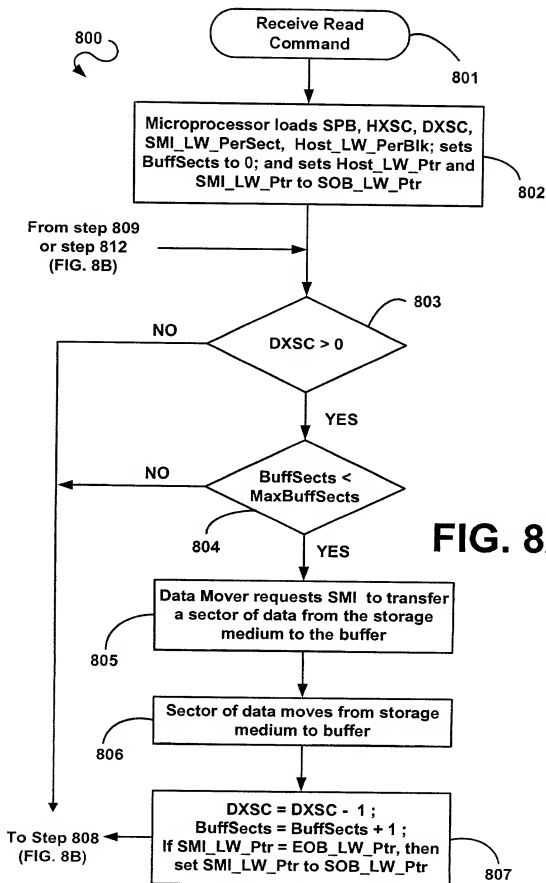 800
Receive Read
Command
801
Microprocessor loads SPB, HXSC, DXSC,
SMI_LW_PerSect, Host_LW_PerBlk; sets
BuffSects to 0; and sets Host_LW_Ptr and
SMI_LW_Ptr to SOB_LW_Ptr
802
From step 809
or step 812
(FIG. 8B)
803
NO
DXSC > 0
YES
NO
BuffSects <
MaxBuffSects
804
YES
FIG. 8
Data Mover requests SMI to transfer
a sector of data from the storage
medium to the buffer
805
Sector of data moves from storage
medium to buffer
806
DXSC = DXSC - 1 ;
BuffSects = BuffSects + 1 ;
If SMI_LW_Ptr = EOB_LW_Ptr, then
set SMI_LW_Ptr to SOB_LW_Ptr
To Step 808
(FIG. 8B)
807